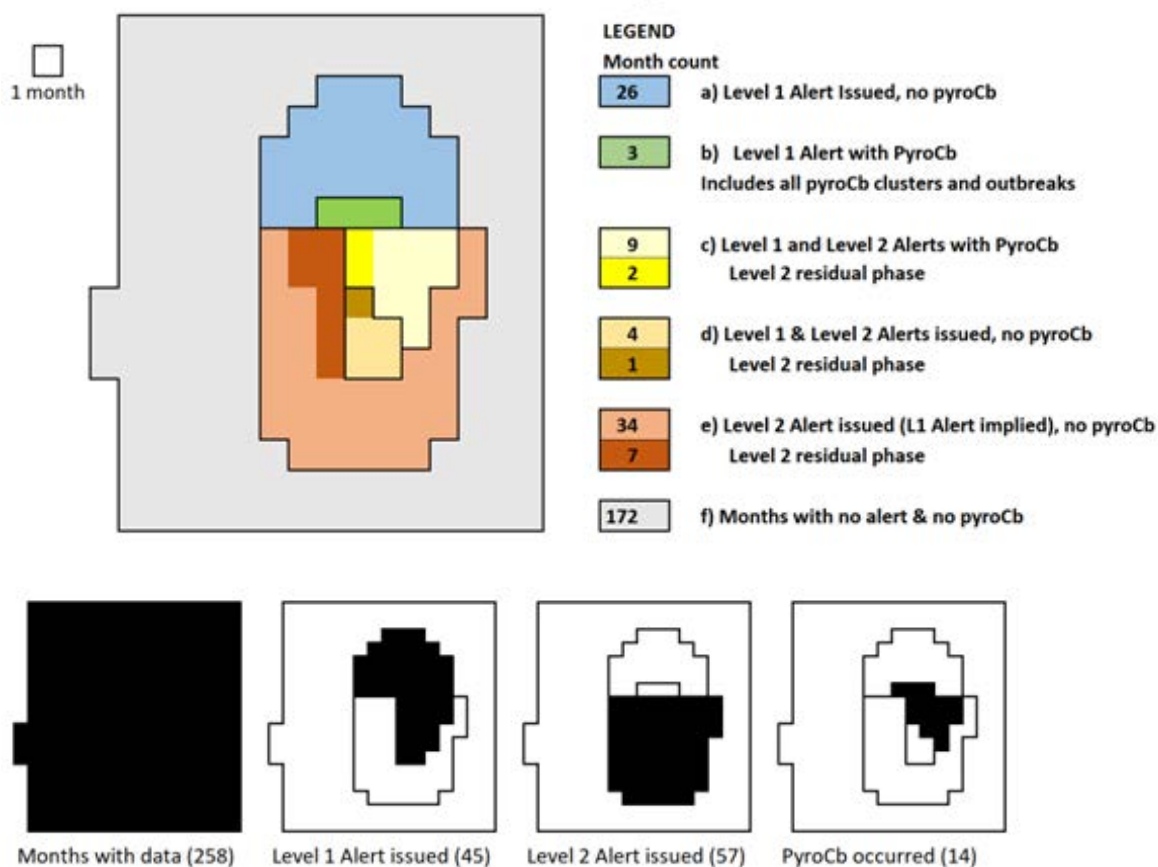 1 month
LEGEND
Month count
26 a) Level 1 Alert Issued, no pyroCb
3 b) Level 1 Alert with PyroCb
Includes all pyroCb clusters and outbreaks
9 c) Level 1 and Level 2 Alerts with PyroCb
2 Level 2 residual phase
4 d) Level 1 & Level 2 Alerts issued, no pyroCb
1 Level 2 residual phase
34 e) Level 2 Alert issued (L1 Alert implied), no pyroCb
7 Level 2 residual phase
172 f) Months with no alert & no pyroCb
Months with data (258)
Level 1 Alert issued (45)
Level 2 Alert issued (57)
PyroCb occurred (14)